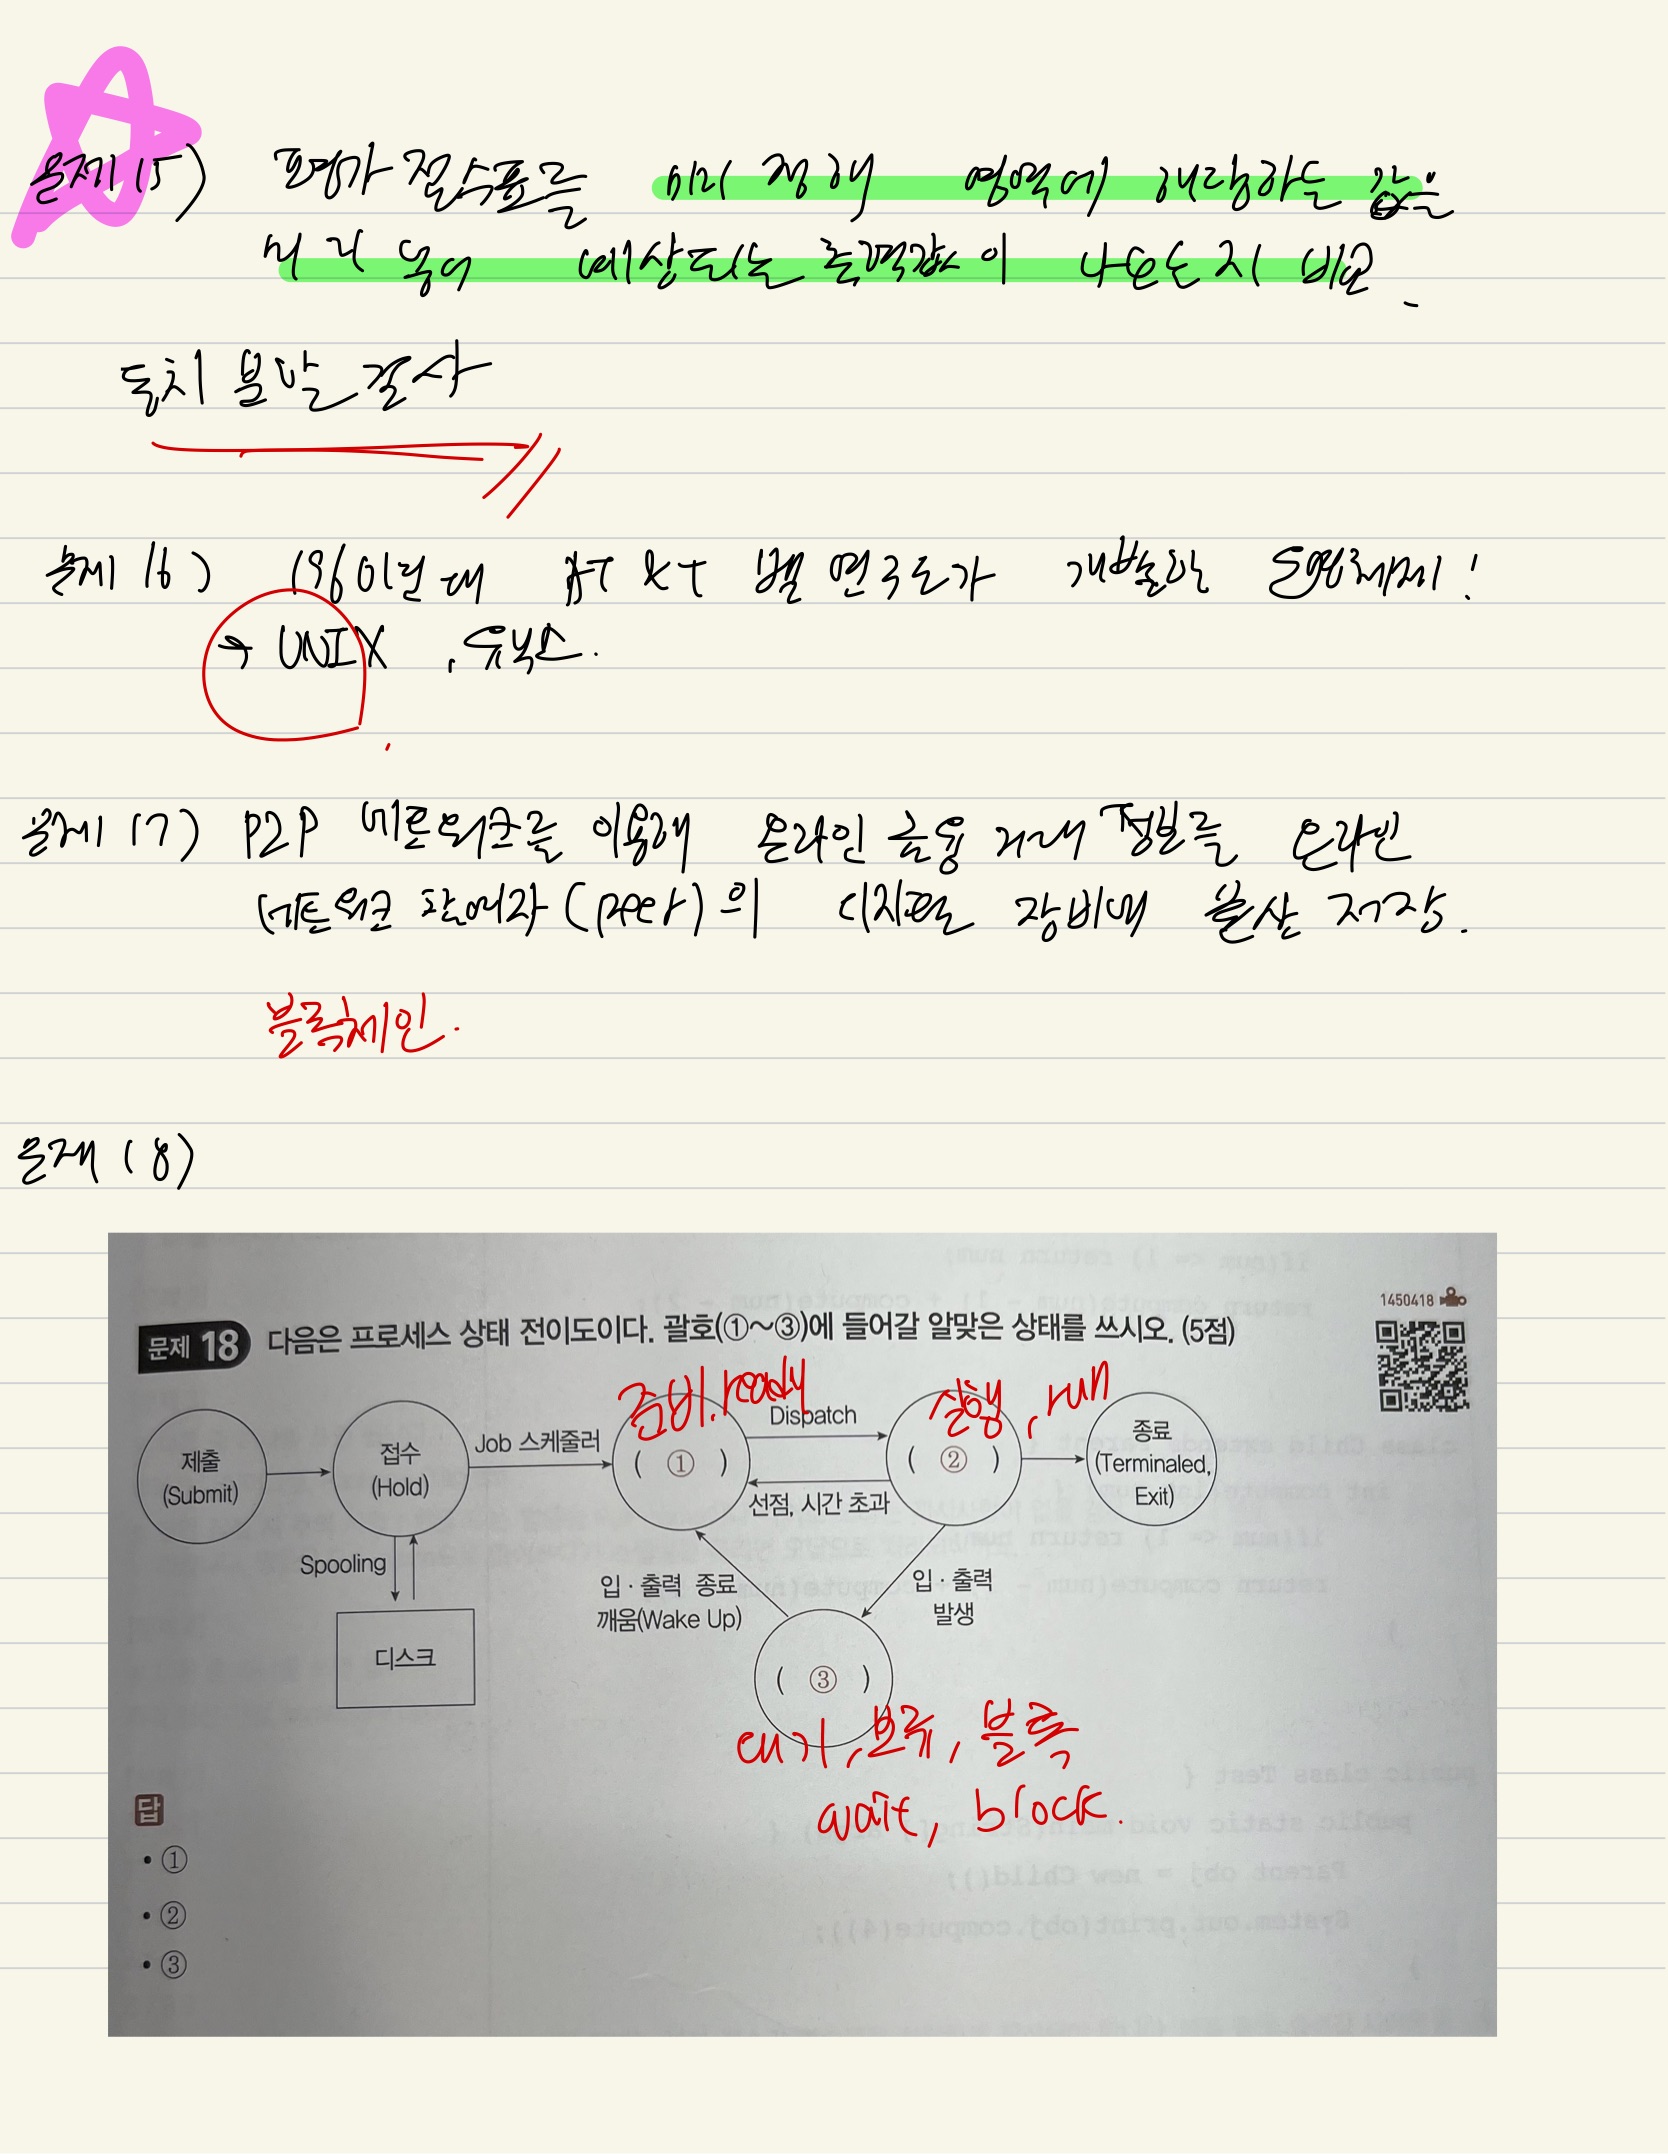 문제 15) 평가 점수표를 미리 정해 영역에 해당하는 값을
넣고 예상되는 출력값이 나오는지 비교.
동치 분할 검사
문제 16) 1960년대 AT&T 벨 연구소가 개발한 운영체제!
→ UNIX, 유닉스.
문제 17) P2P 네트워크를 이용해 온라인 금융 거래 정보를 온라인
네트워크 참여자(peer)의 디지털 장비에 분산 저장.
블록체인.
문제 18)
1450418
문제 18 다음은 프로세스 상태 전이도이다. 괄호(①~③)에 들어갈 알맞은 상태를 쓰시오. (5점)
준비, ready
실행, run
제출
(Submit)
접수
(Hold)
Job 스케줄러
( ① )
Dispatch
선점, 시간 초과
( ② )
종료
(Terminaled,
Exit)
Spooling
디스크
입·출력 종료
깨움(Wake Up)
입·출력
발생
( ③ )
대기, 보류, 블록
wait, block.
답
• ①
• ②
• ③